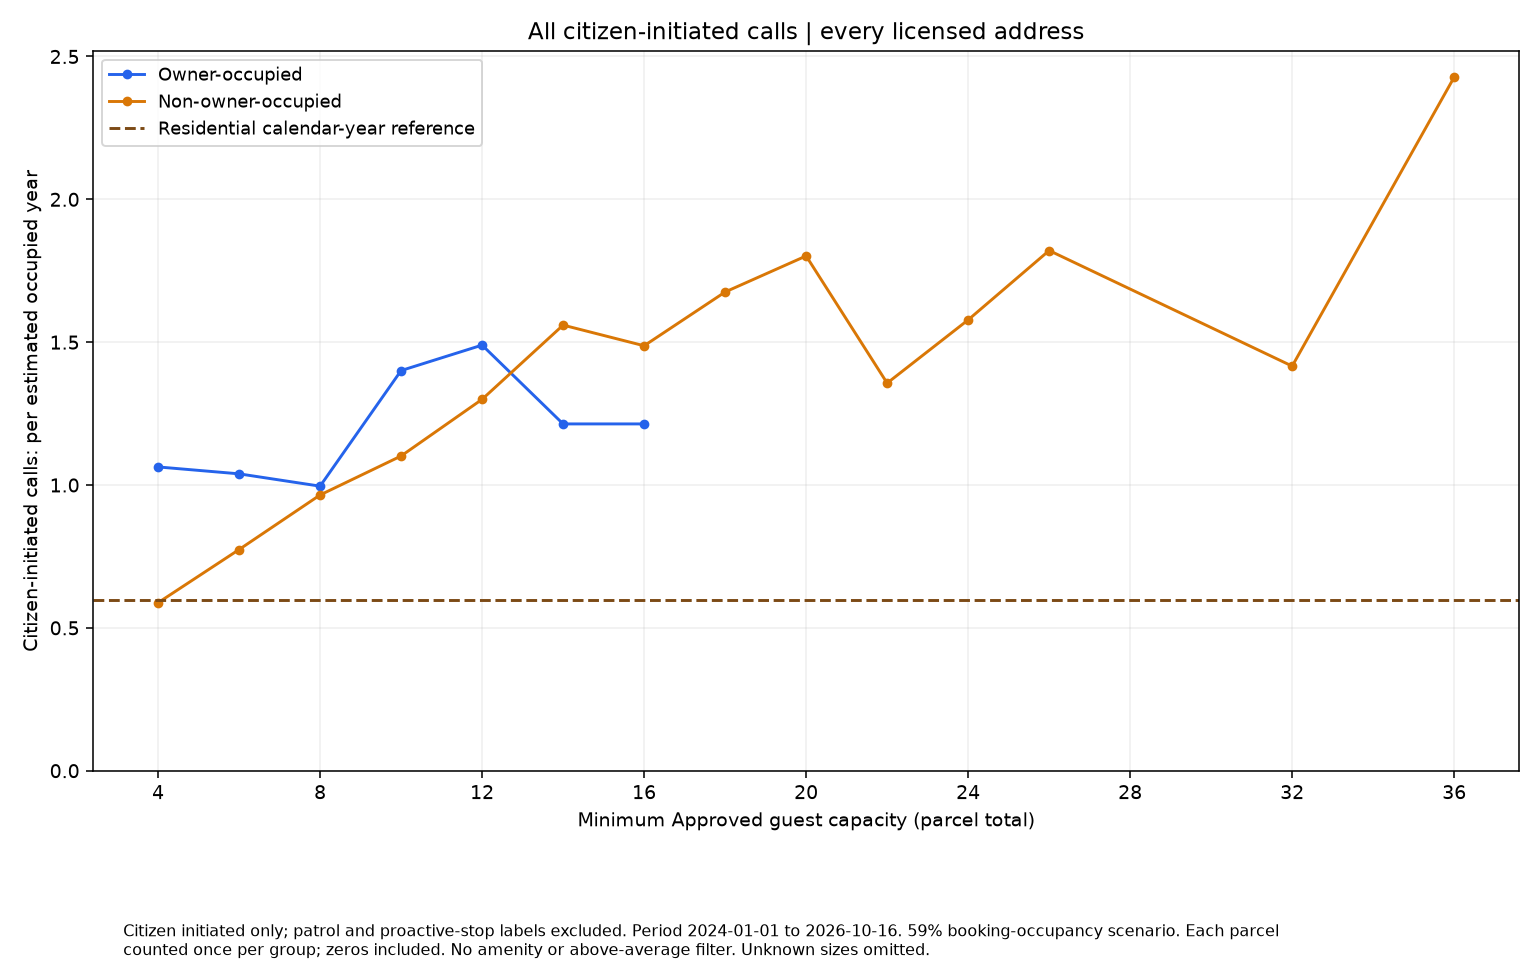 All citizen-initiated calls | every licensed address
Owner-occupied
Non-owner-occupied
Residential calendar-year reference
Citizen-initiated calls: per estimated occupied year
2.5
2.0
1.5
1.0
0.5
0.0
4 8 12 16 20 24 28 32 36
Minimum Approved guest capacity (parcel total)
Citizen initiated only; patrol and proactive-stop labels excluded. Period 2024-01-01 to 2026-10-16. 59% booking-occupancy scenario. Each parcel
counted once per group; zeros included. No amenity or above-average filter. Unknown sizes omitted.